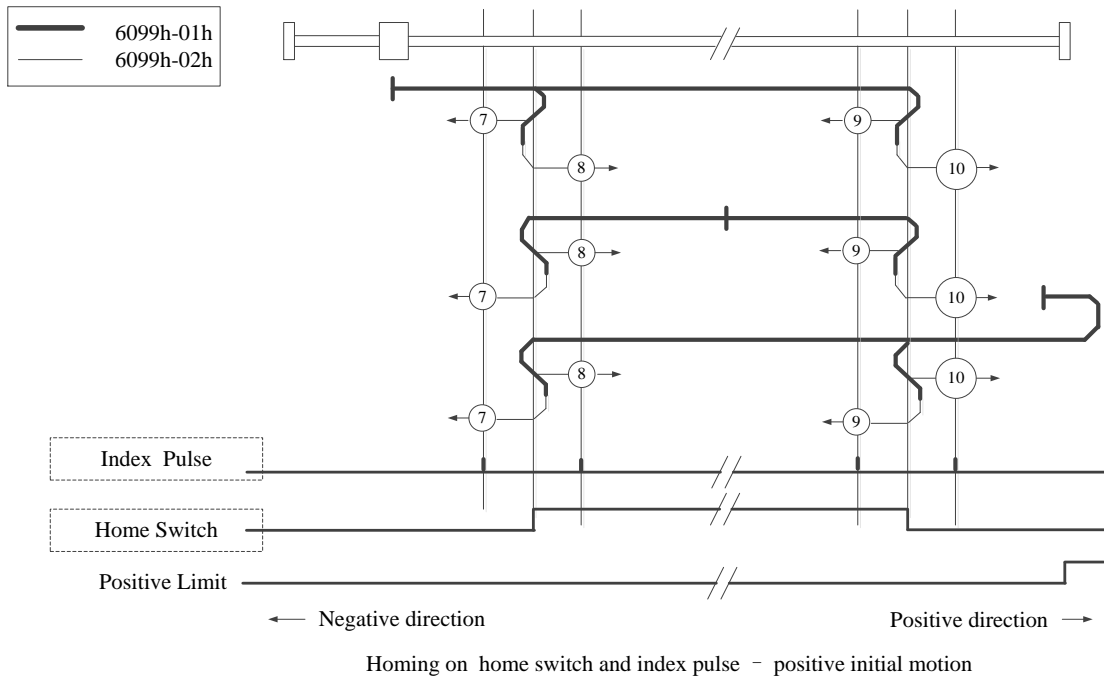 6099h-01h
6099h-02h
7
9
8
10
8
9
7
10
8
10
7
9
Index Pulse
Home Switch
Positive Limit
Negative direction
Positive direction
Homing on home switch and index pulse - positive initial motion